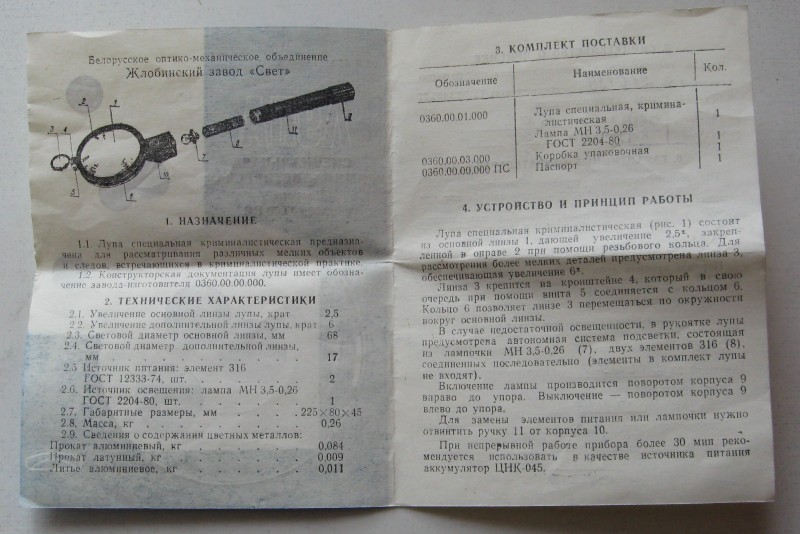 Белорусское оптико-механическое объединение
Жлобинский завод «Свет»
1. НАЗНАЧЕНИЕ
1.1. Лупа специальная криминалистическая предназна-
чена для рассматривания различных мелких объектов
и следов, встречающихся в криминалистической практике.
1.2. Конструкторская документация лупы имеет обозна-
чение завода-изготовителя 0360.00.00.000.
2. ТЕХНИЧЕСКИЕ ХАРАКТЕРИСТИКИ
2.1. Увеличение основной линзы лупы, крат 2,5
2.2. Увеличение дополнительной линзы лупы, крат 6
2.3. Световой диаметр основной линзы, мм 68
2.4. Световой диаметр дополнительной линзы,
мм . . . . . . . . . 17
2.5 Источник питания: элемент 316
ГОСТ 12333-74, шт. . . . . . 2
2.6. Источник освещения: лампа МН 3,5-0,26
ГОСТ 2204-80, шт. . . . . . 1
2.7. Габаритные размеры, мм . . . . 225×80×45
2.8. Масса, кг . . . . . . . 0,26
2.9. Сведения о содержании цветных металлов:
Прокат алюминиевый, кг . . . . . 0,084
Прокат латунный, кг . . . . . . 0,009
Литье алюминиевое, кг . . . . . 0,011
3. КОМПЛЕКТ ПОСТАВКИ
Обозначение Наименование Кол.
0360.00.01.000 Лупа специальная, кримина-
листическая 1
Лампа МН 3,5-0,26
ГОСТ 2204-80 1
0360.00.03.000 Коробка упаковочная 1
0360.00.00.000 ПС Паспорт 1
4. УСТРОЙСТВО И ПРИНЦИП РАБОТЫ
Лупа специальная криминалистическая (рис. 1) состоит
из основной линзы 1, дающей увеличение 2,5ˣ, закреп-
ленной в оправе 2 при помощи резьбового кольца. Для
рассмотрения более мелких деталей предусмотрена линза 3,
обеспечивающая увеличение 6ˣ.
Линза 3 крепится на кронштейне 4, который в свою
очередь при помощи винта 5 соединяется с кольцом 6.
Кольцо 6 позволяет линзе 3 перемещаться по окружности
вокруг основной линзы.
В случае недостаточной освещенности, в рукоятке лупы
предусмотрена автономная система подсветки, состоящая
из лампочки МН 3,5-0,26 (7), двух элементов 316 (8),
соединенных последовательно (элементы в комплект лупы
не входят).
Включение лампы производится поворотом корпуса 9
вправо до упора. Выключение — поворотом корпуса 9
влево до упора.
Для замены элементов питания или лампочки нужно
отвинтить ручку 11 от корпуса 10.
При непрерывной работе прибора более 30 мин реко-
мендуется использовать в качестве источника питания
аккумулятор ЦНК-045.